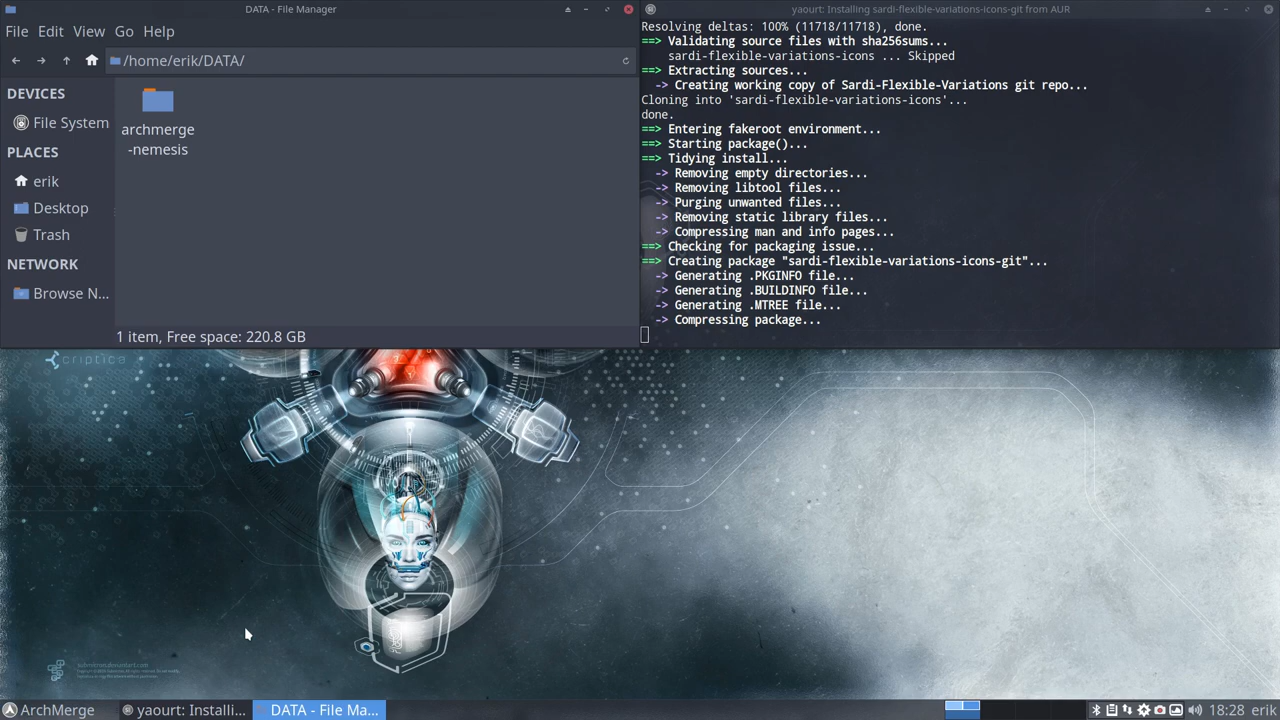 DATA - File Manager
File Edit View Go Help
/home/erik/DATA/
DEVICES
File System
PLACES
erik
Desktop
Trash
NETWORK
Browse N...
archmerge
-nemesis
1 item, Free space: 220.8 GB
yaourt: Installing sardi-flexible-variations-icons-git from AUR
Resolving deltas: 100% (11718/11718), done.
==> Validating source files with sha256sums...
sardi-flexible-variations-icons ... Skipped
==> Extracting sources...
-> Creating working copy of Sardi-Flexible-Variations git repo...
Cloning into 'sardi-flexible-variations-icons'...
done.
==> Entering fakeroot environment...
==> Starting package()...
==> Tidying install...
-> Removing empty directories...
-> Removing libtool files...
-> Purging unwanted files...
-> Removing static library files...
-> Compressing man and info pages...
==> Checking for packaging issue...
==> Creating package "sardi-flexible-variations-icons-git"...
-> Generating .PKGINFO file...
-> Generating .BUILDINFO file...
-> Generating .MTREE file...
-> Compressing package...
criptica
ArchMerge
yaourt: Installi...
DATA - File Ma...
18:28 erik